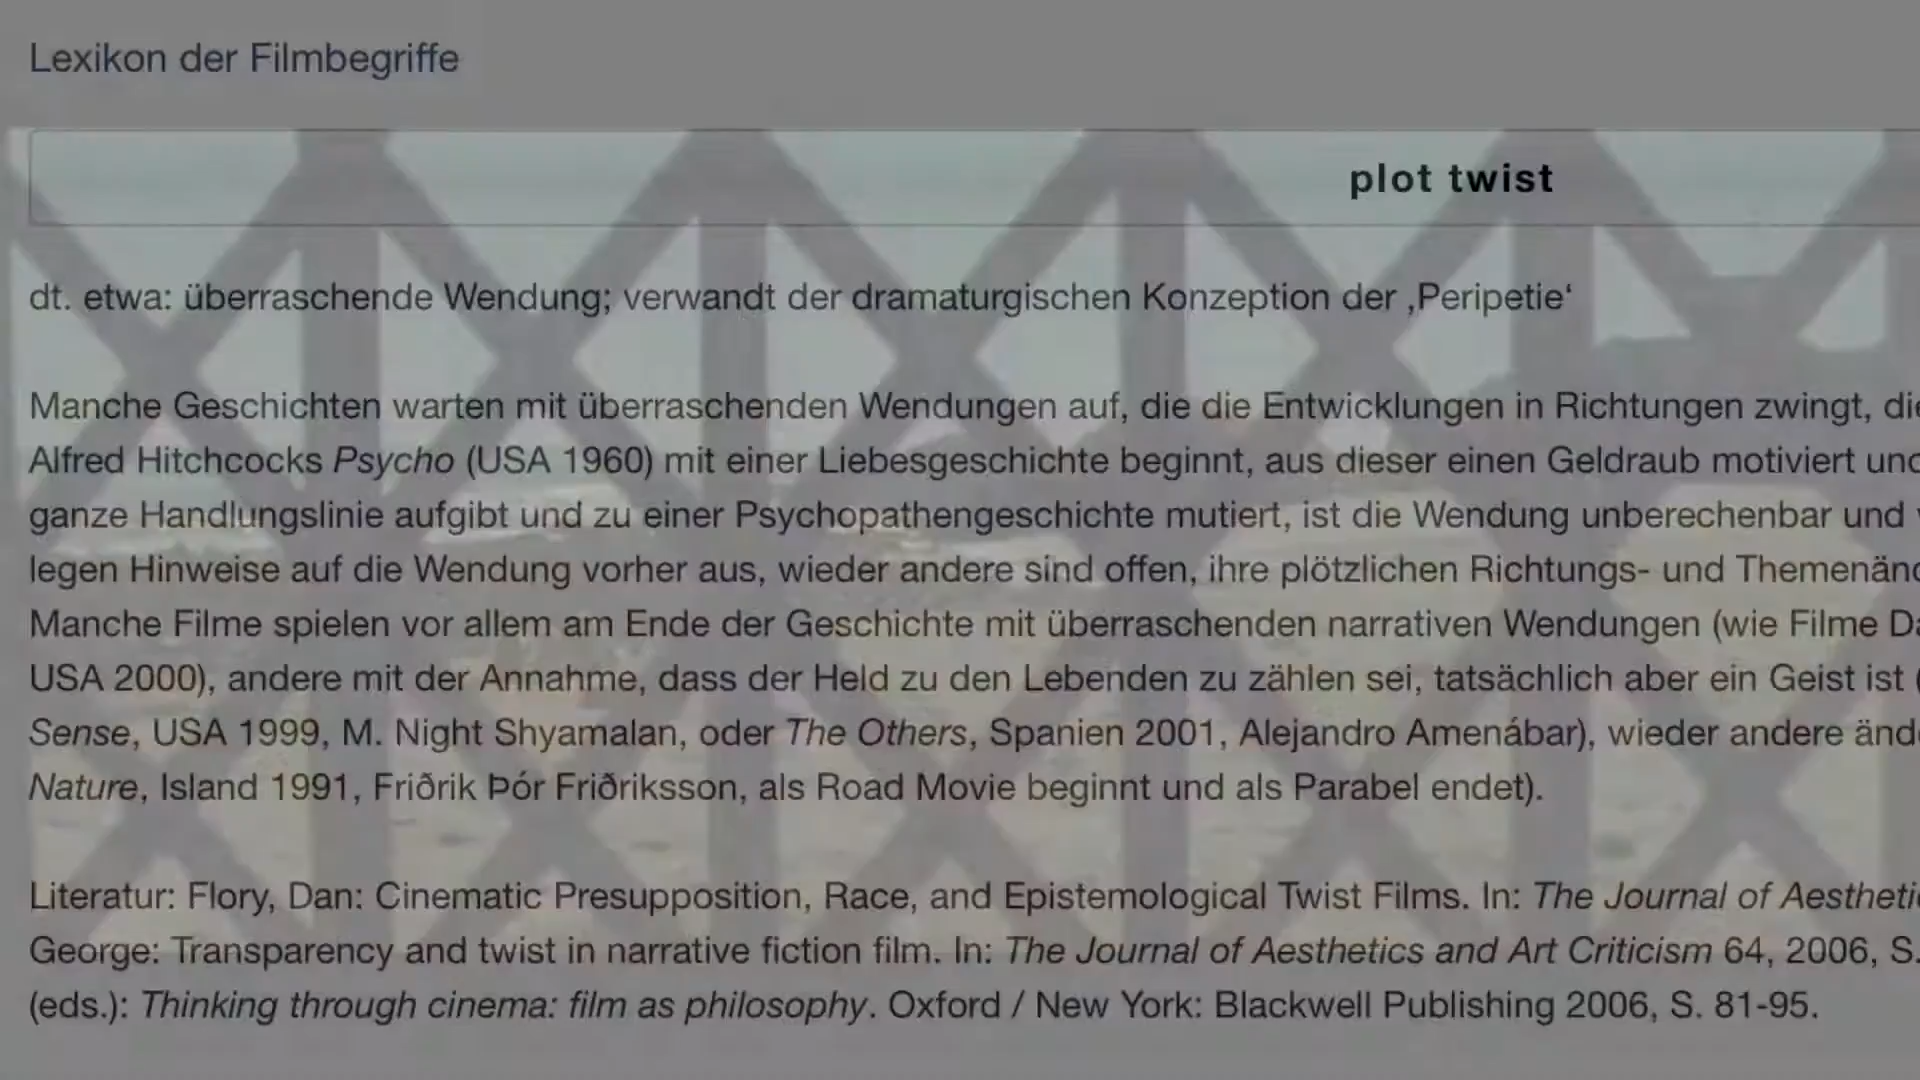 Lexikon der Filmbegriffe
plot twist
dt. etwa: überraschende Wendung; verwandt der dramaturgischen Konzeption der ‚Peripetie‘
Manche Geschichten warten mit überraschenden Wendungen auf, die die Entwicklungen in Richtungen zwingt,
Alfred Hitchcocks Psycho (USA 1960) mit einer Liebesgeschichte beginnt, aus dieser einen Geldraub motiviert
ganze Handlungslinie aufgibt und zu einer Psychopathengeschichte mutiert, ist die Wendung unberechenbar und
legen Hinweise auf die Wendung vorher aus, wieder andere sind offen, ihre plötzlichen Richtungs- und
Manche Filme spielen vor allem am Ende der Geschichte mit überraschenden narrativen Wendungen (wie Filme
USA 2000), andere mit der Annahme, dass der Held zu den Lebenden zu zählen sei, tatsächlich aber ein Geist ist
Sense, USA 1999, M. Night Shyamalan, oder The Others, Spanien 2001, Alejandro Amenábar), wieder andere
Nature, Island 1991, Friðrik Þór Friðriksson, als Road Movie beginnt und als Parabel endet).
Literatur: Flory, Dan: Cinematic Presupposition, Race, and Epistemological Twist Films. In: The Journal of
George: Transparency and twist in narrative fiction film. In: The Journal of Aesthetics and Art Criticism 64, 2006, S.
(eds.): Thinking through cinema: film as philosophy. Oxford / New York: Blackwell Publishing 2006, S. 81-95.